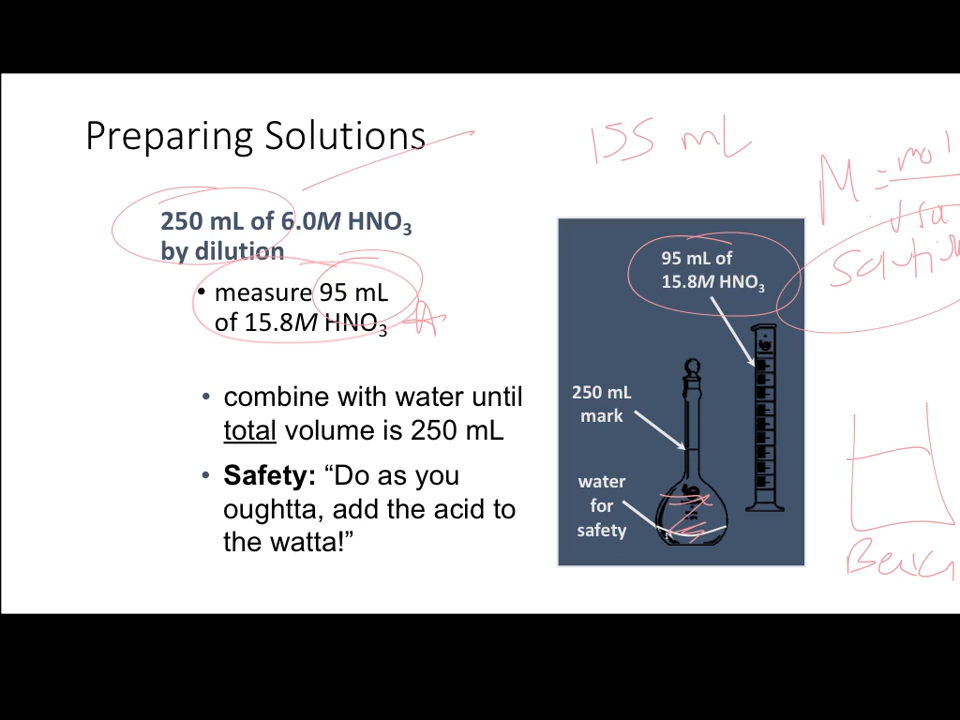 Preparing Solutions
155 mL
M = mol
solution
250 mL of 6.0M HNO₃
by dilution
• measure 95 mL
of 15.8M HNO₃
• combine with water until
total volume is 250 mL
• Safety: “Do as you
oughtta, add the acid to
the watta!”
95 mL of
15.8M HNO₃
250 mL
mark
water
for
safety